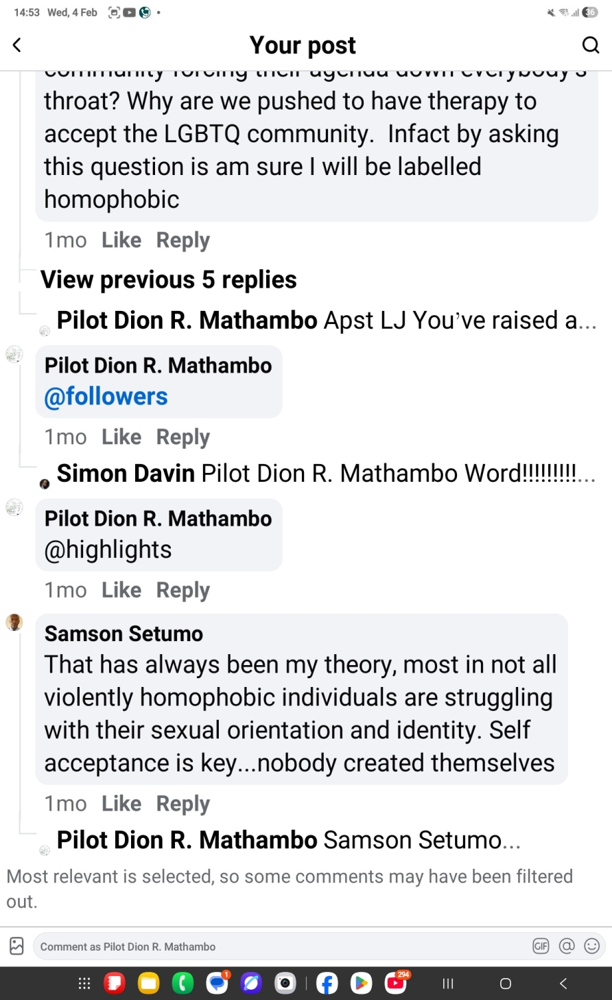 14:53 Wed, 4 Feb
36
Your post
community forcing their agenda down everybody's
throat? Why are we pushed to have therapy to
accept the LGBTQ community.  Infact by asking
this question is am sure I will be labelled
homophobic
1mo Like Reply
View previous 5 replies
Pilot Dion R. Mathambo Apst LJ You've raised a...
Pilot Dion R. Mathambo
@followers
1mo Like Reply
Simon Davin Pilot Dion R. Mathambo Word!!!!!!!!!...
Pilot Dion R. Mathambo
@highlights
1mo Like Reply
Samson Setumo
That has always been my theory, most in not all
violently homophobic individuals are struggling
with their sexual orientation and identity. Self
acceptance is key...nobody created themselves
1mo Like Reply
Pilot Dion R. Mathambo Samson Setumo...
Most relevant is selected, so some comments may have been filtered
out.
Comment as Pilot Dion R. Mathambo
GIF
1
294